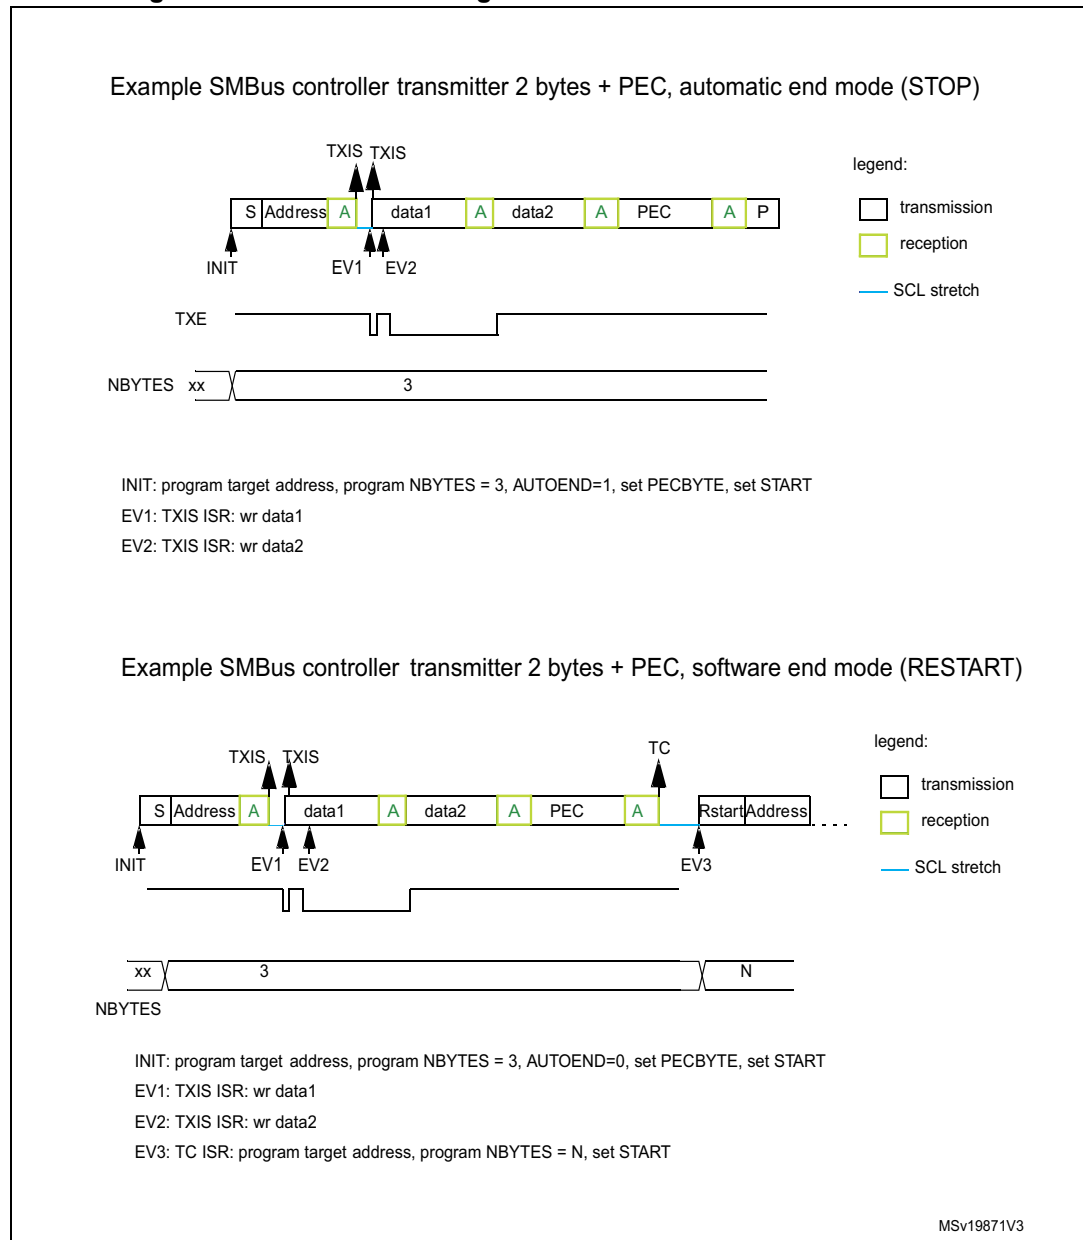 Example SMBus controller transmitter 2 bytes + PEC, automatic end mode (STOP)
TXIS TXIS
legend:
S Address A data1 A data2 A PEC A P
transmission
reception
INIT EV1 EV2
SCL stretch
TXE
NBYTES xx 3
INIT: program target address, program NBYTES = 3, AUTOEND=1, set PECBYTE, set START
EV1: TXIS ISR: wr data1
EV2: TXIS ISR: wr data2
Example SMBus controller transmitter 2 bytes + PEC, software end mode (RESTART)
TXIS TXIS TC
legend:
transmission
S Address A data1 A data2 A PEC A Rstart Address
reception
INIT EV1 EV2 EV3
SCL stretch
xx 3 N
NBYTES
INIT: program target address, program NBYTES = 3, AUTOEND=0, set PECBYTE, set START
EV1: TXIS ISR: wr data1
EV2: TXIS ISR: wr data2
EV3: TC ISR: program target address, program NBYTES = N, set START
MSv19871V3